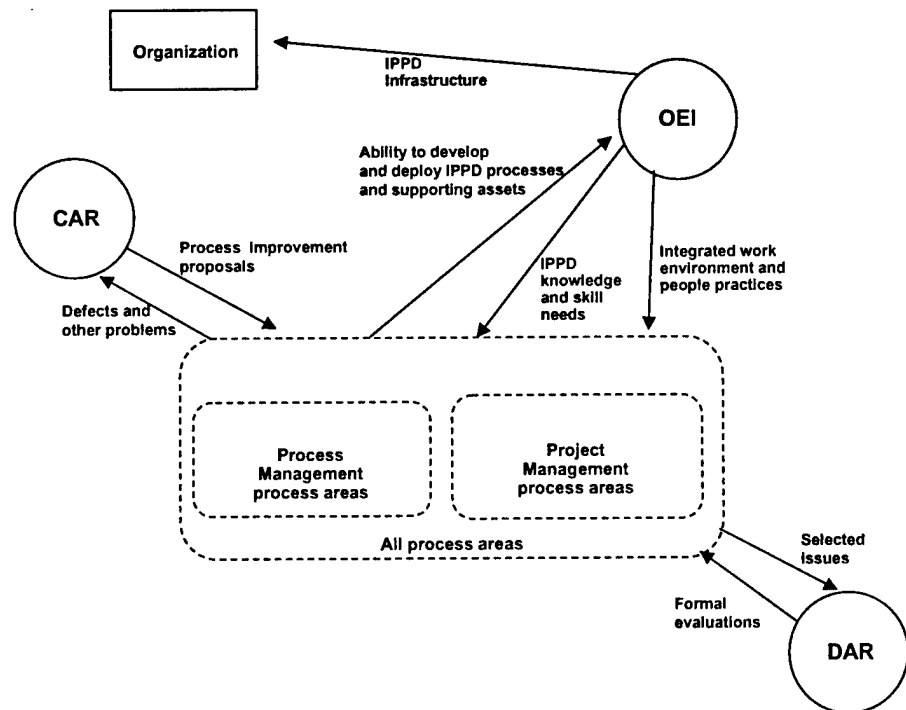 Organization
IPPD
Infrastructure
OEI
Ability to develop
and deploy IPPD processes
and supporting assets
CAR
Process Improvement
proposals
IPPD
knowledge
and skill
needs
Integrated work
environment and
people practices
Defects and
other problems
Process
Management
process areas
Project
Management
process areas
All process areas
Selected
issues
Formal
evaluations
DAR